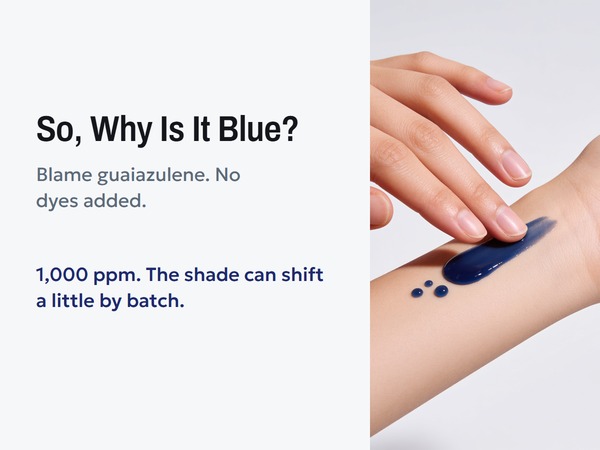 So, Why Is It Blue?
Blame guaiazulene. No
dyes added.
1,000 ppm. The shade can shift
a little by batch.